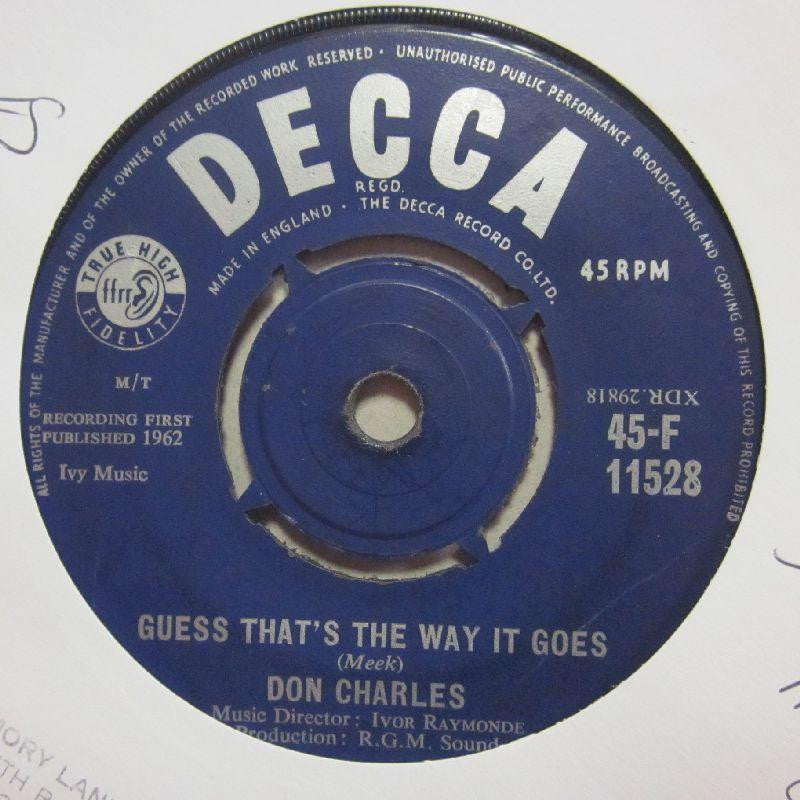 ALL RIGHTS OF THE MANUFACTURER AND OF THE OWNER OF THE RECORDED WORK RESERVED · UNAUTHORISED PUBLIC PERFORMANCE BROADCASTING AND COPYING OF THIS RECORD PROHIBITED
DECCA
REGD.
MADE IN ENGLAND · THE DECCA RECORD CO. LTD.
TRUE HIGH
ffrr
FIDELITY
45 RPM
M/T
RECORDING FIRST
PUBLISHED 1962
Ivy Music
XDR.29818
45-F
11528
GUESS THAT'S THE WAY IT GOES
(Meek)
DON CHARLES
Music Director: IVOR RAYMONDE
Production: R.G.M. Sound